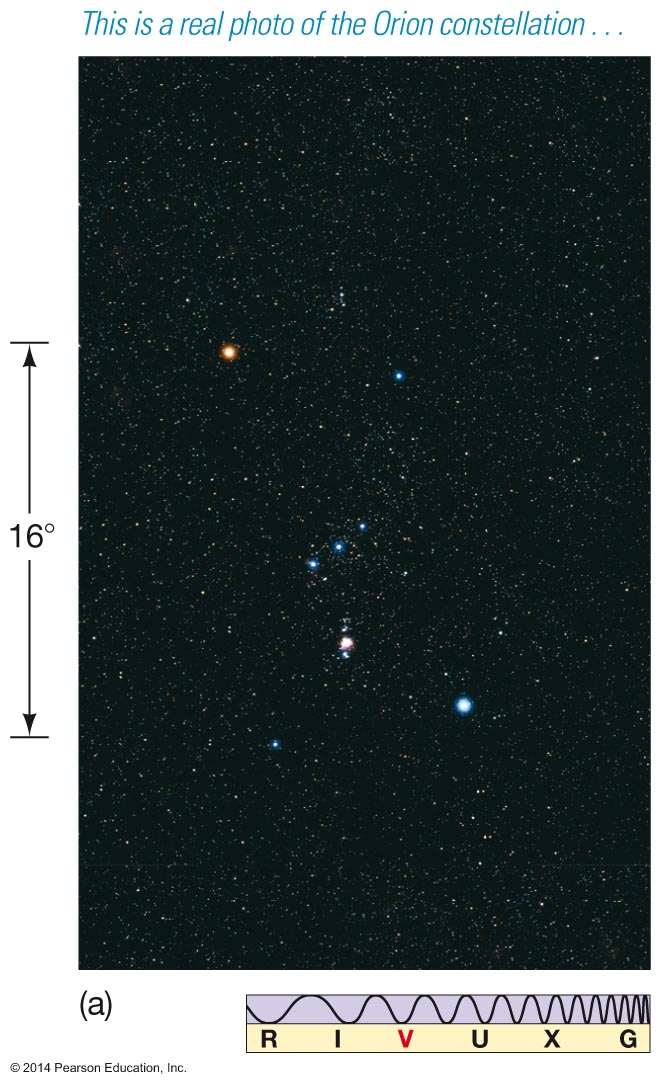 This is a real photo of the Orion constellation . . .
16°
(a)
R I V U X G
© 2014 Pearson Education, Inc.